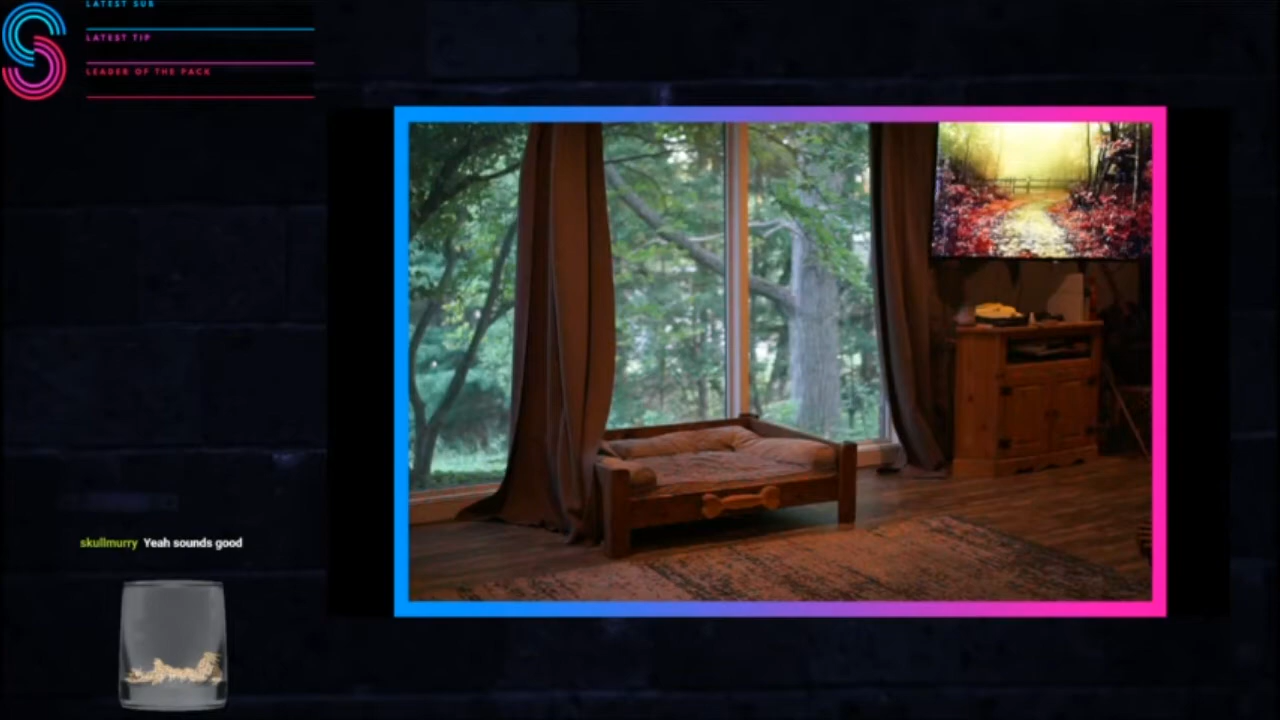 LATEST SUB
LATEST TIP
LEADER OF THE PACK
skullmurry Yeah sounds good